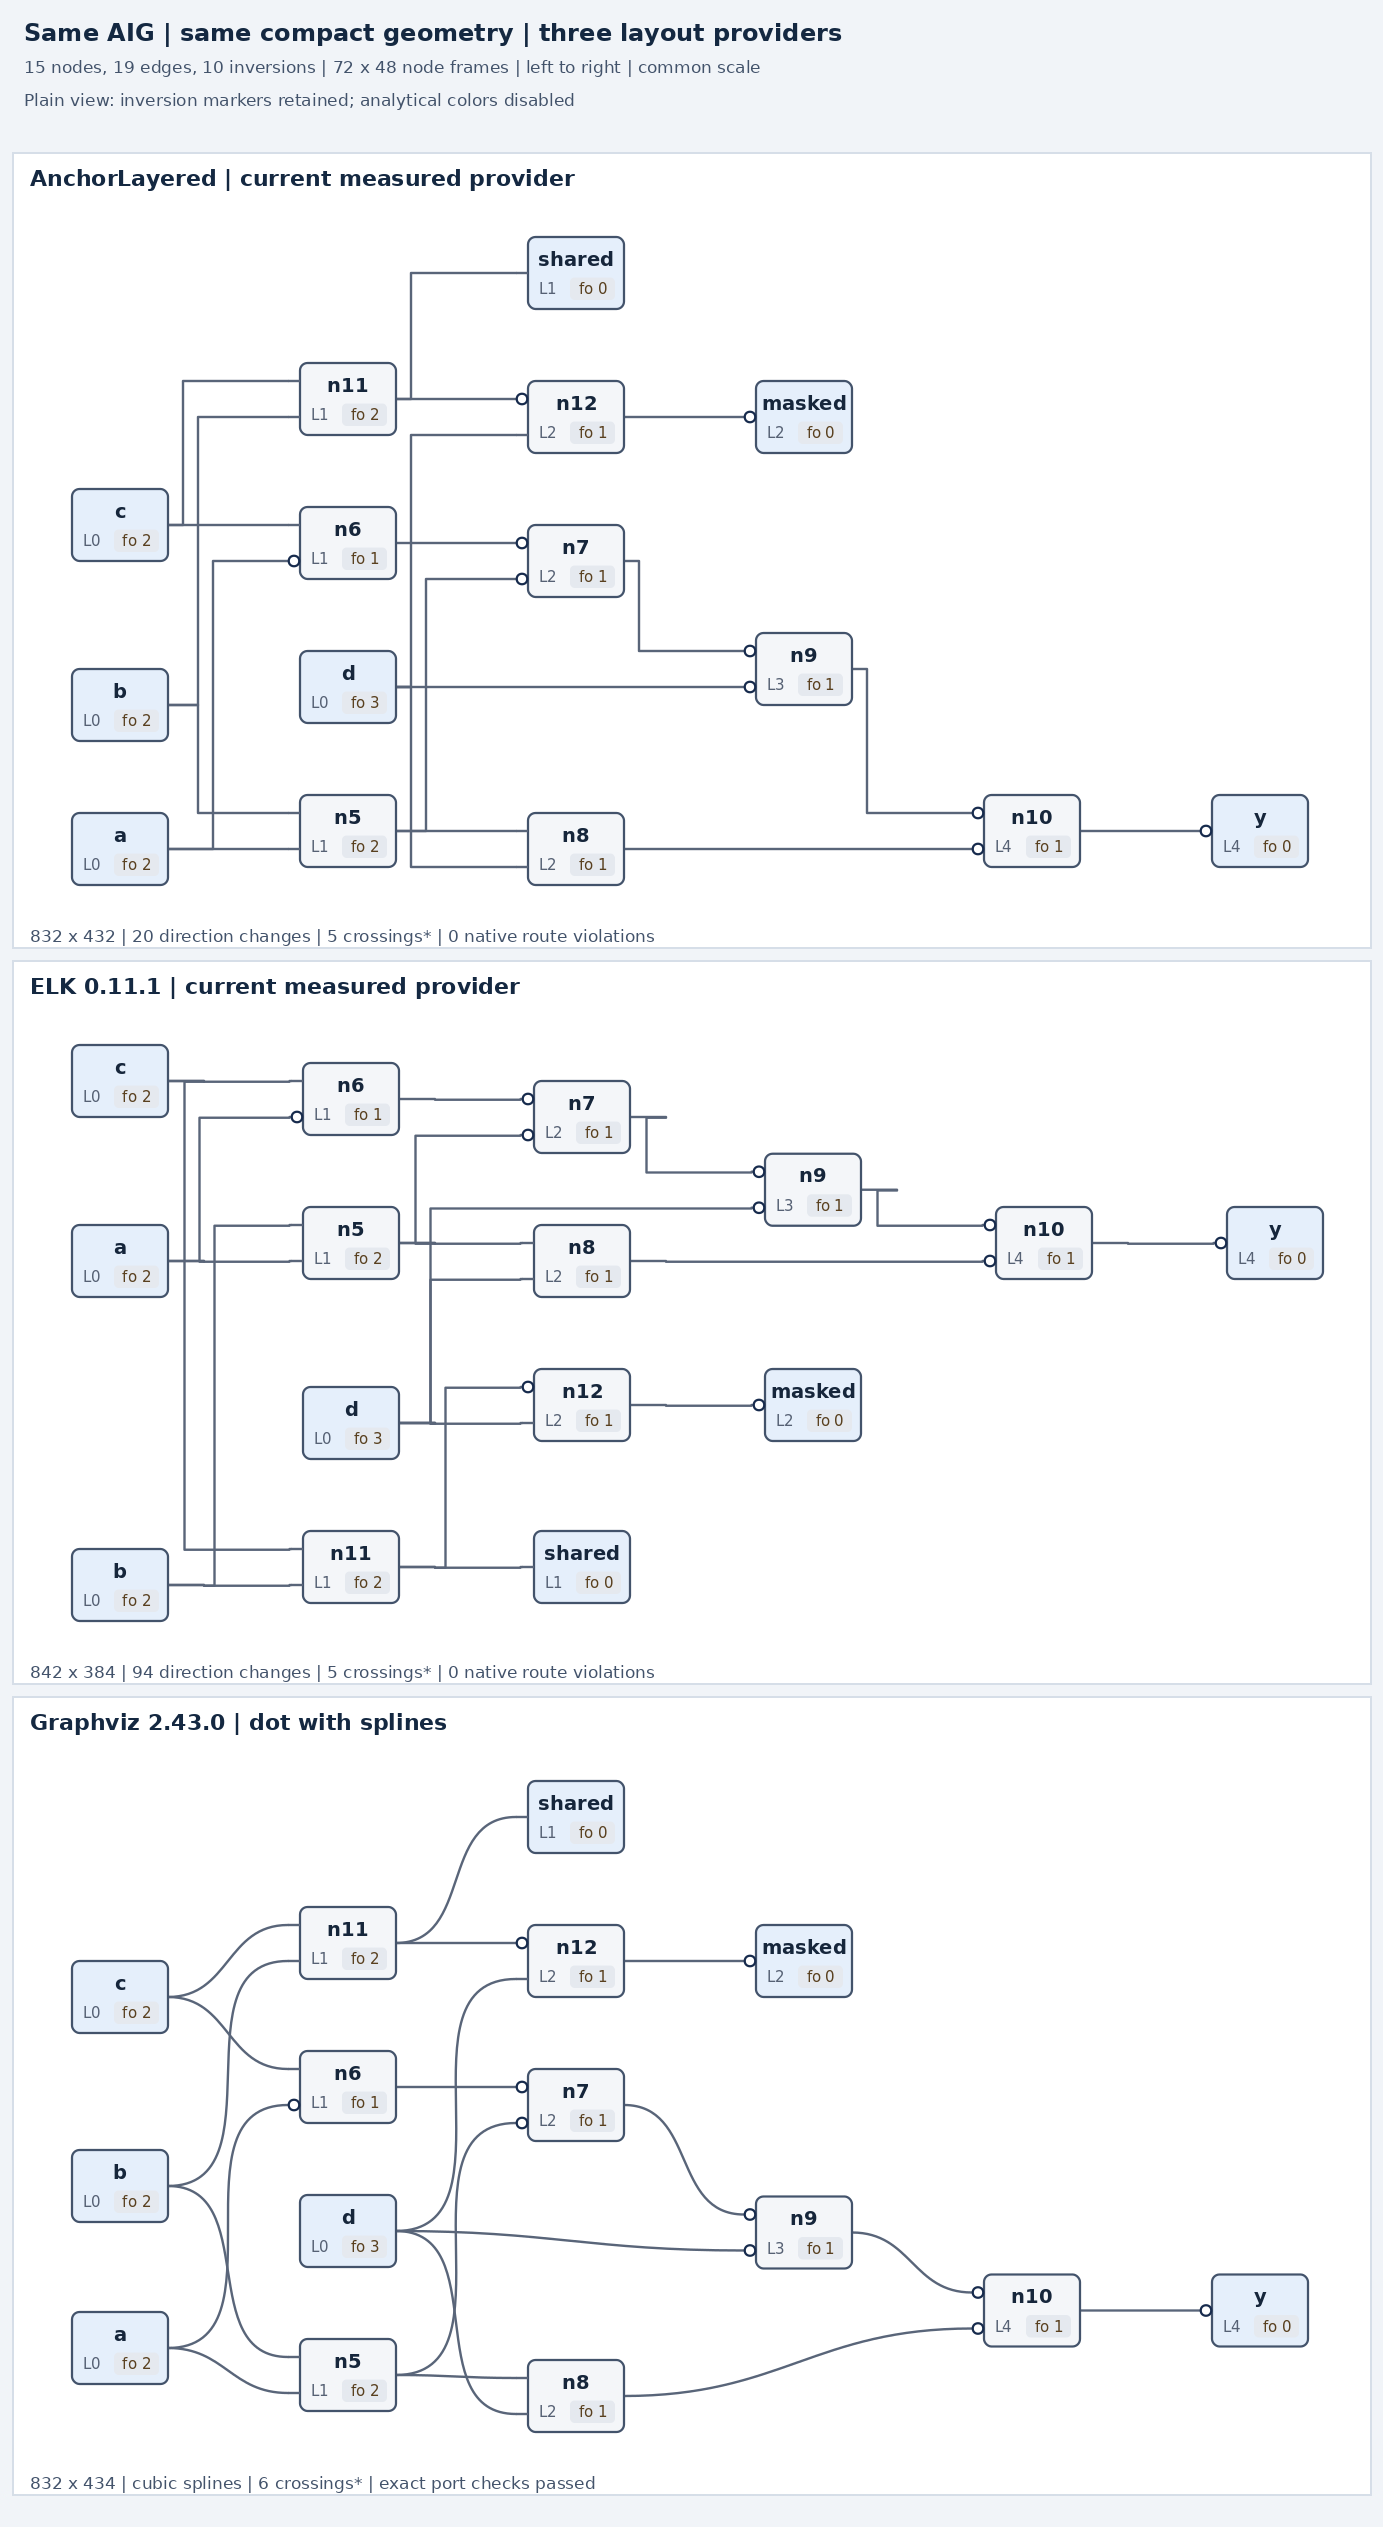 Same AIG | same compact geometry | three layout providers
15 nodes, 19 edges, 10 inversions | 72 x 48 node frames | left to right | common scale
Plain view: inversion markers retained; analytical colors disabled
AnchorLayered | current measured provider
shared
L1 fo 0
n11
L1 fo 2
n12
L2 fo 1
masked
L2 fo 0
c
L0 fo 2
n6
L1 fo 1
n7
L2 fo 1
b
L0 fo 2
d
L0 fo 3
n9
L3 fo 1
a
L0 fo 2
n5
L1 fo 2
n8
L2 fo 1
n10
L4 fo 1
y
L4 fo 0
832 x 432 | 20 direction changes | 5 crossings* | 0 native route violations
ELK 0.11.1 | current measured provider
c
L0 fo 2
n6
L1 fo 1
n7
L2 fo 1
n9
L3 fo 1
a
L0 fo 2
n5
L1 fo 2
n8
L2 fo 1
n10
L4 fo 1
y
L4 fo 0
d
L0 fo 3
n12
L2 fo 1
masked
L2 fo 0
b
L0 fo 2
n11
L1 fo 2
shared
L1 fo 0
842 x 384 | 94 direction changes | 5 crossings* | 0 native route violations
Graphviz 2.43.0 | dot with splines
shared
L1 fo 0
n11
L1 fo 2
n12
L2 fo 1
masked
L2 fo 0
c
L0 fo 2
n6
L1 fo 1
n7
L2 fo 1
b
L0 fo 2
d
L0 fo 3
n9
L3 fo 1
a
L0 fo 2
n5
L1 fo 2
n8
L2 fo 1
n10
L4 fo 1
y
L4 fo 0
832 x 434 | cubic splines | 6 crossings* | exact port checks passed